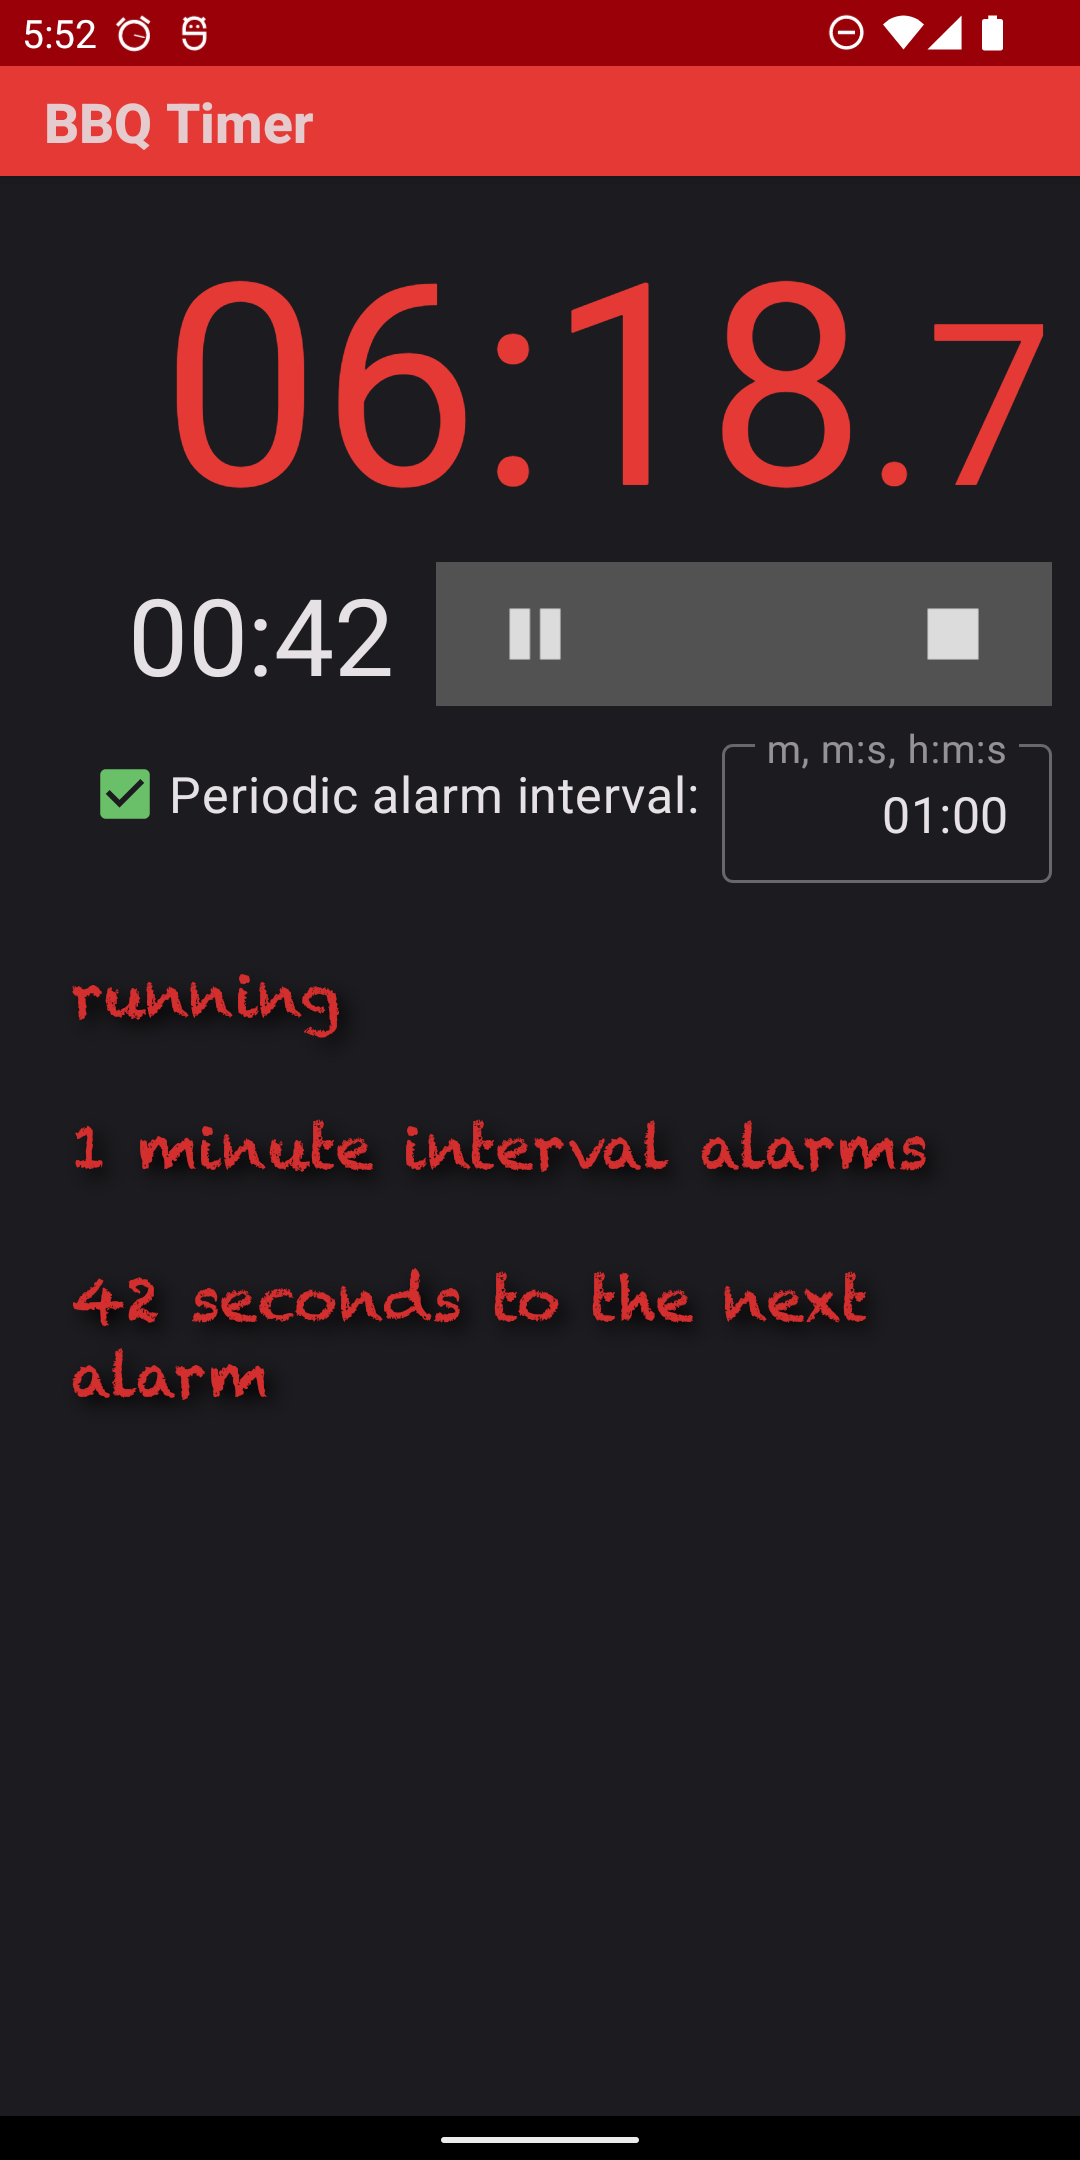 5:52
BBQ Timer
06:18.7
00:42
m, m:s, h:m:s
Periodic alarm interval:
01:00
running
1 minute interval alarms
42 seconds to the next
alarm